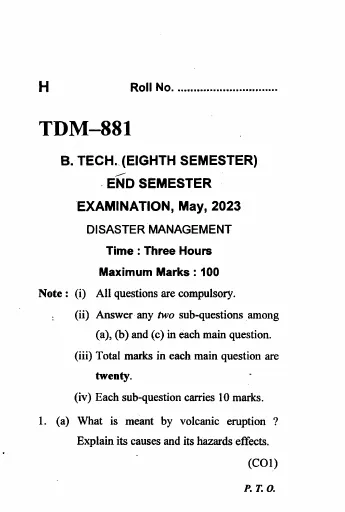 H Roll No. ...............................
TDM–881
B. TECH. (EIGHTH SEMESTER)
END SEMESTER
EXAMINATION, May, 2023
DISASTER MANAGEMENT
Time : Three Hours
Maximum Marks : 100
Note : (i) All questions are compulsory.
(ii) Answer any two sub-questions among
(a), (b) and (c) in each main question.
(iii) Total marks in each main question are
twenty.
(iv) Each sub-question carries 10 marks.
1. (a) What is meant by volcanic eruption ?
Explain its causes and its hazards effects.
(CO1)
P. T. O.